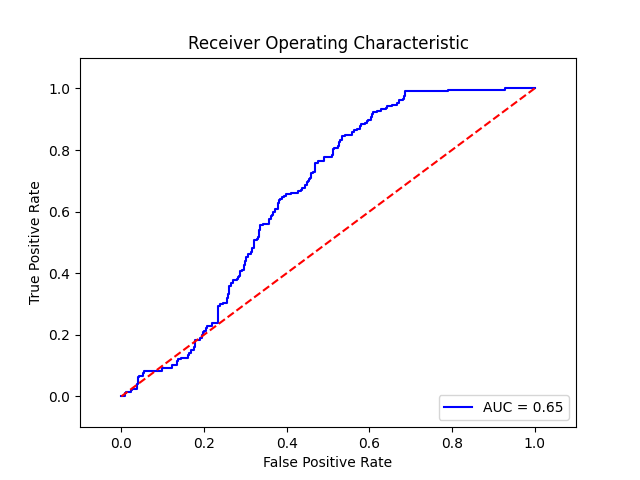 Receiver Operating Characteristic
True Positive Rate
1.0
0.8
0.6
0.4
0.2
0.0
AUC = 0.65
0.0 0.2 0.4 0.6 0.8 1.0
False Positive Rate